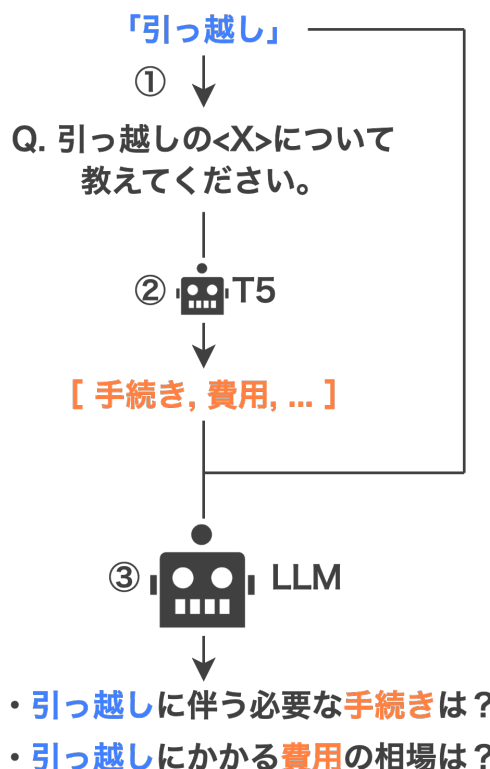 「引っ越し」
①
Q. 引っ越しの<X>について
教えてください。
② T5
[ 手続き, 費用, ... ]
③ LLM
・引っ越しに伴う必要な手続きは？
・引っ越しにかかる費用の相場は？